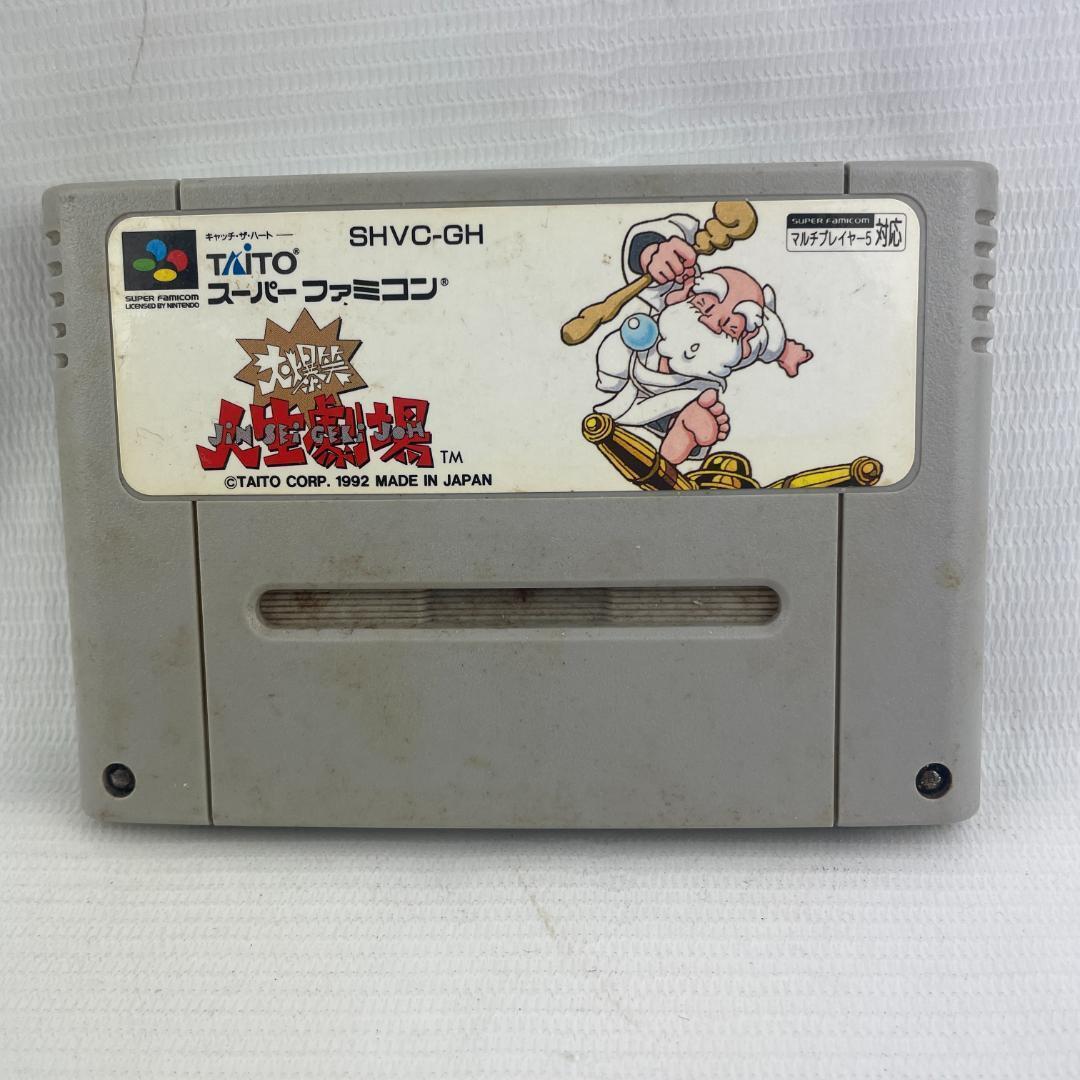 SUPER FAMICOM
LICENSED BY NINTENDO
キャッチ・ザ・ハート
TAITO®
スーパーファミコン®
SHVC-GH
SUPER FAMICOM
マルチプレイヤー5 対応
大爆笑
人生劇場
JINSEI GEKIJOH
TM
©TAITO CORP. 1992 MADE IN JAPAN